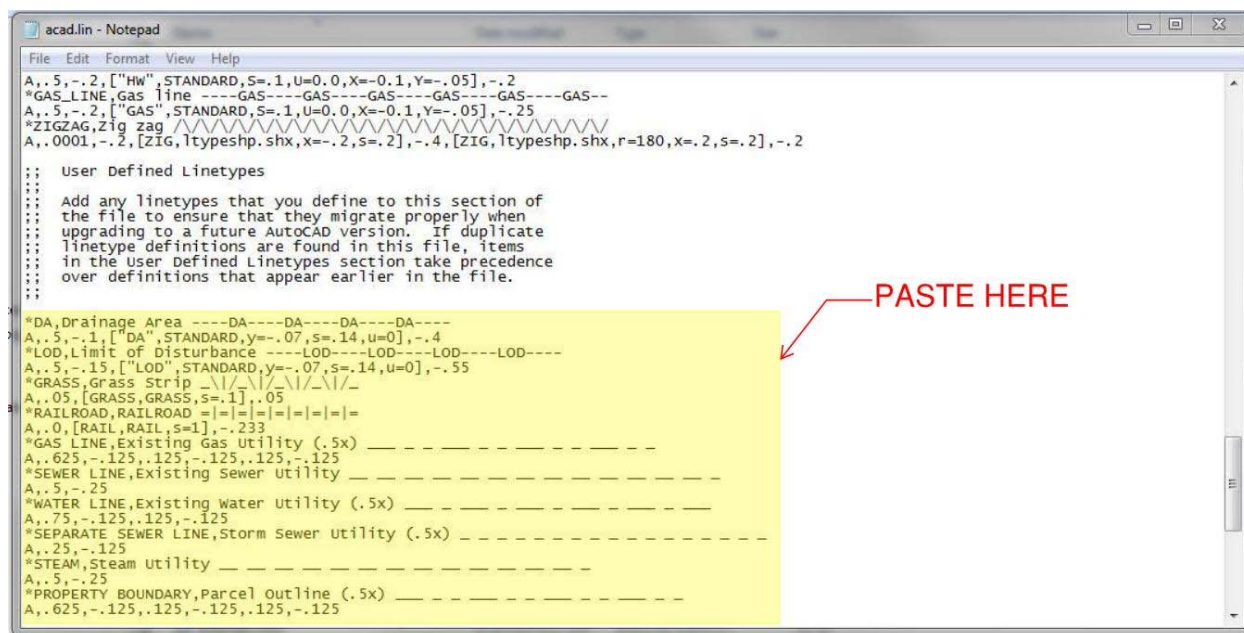 acad.lin - Notepad
File Edit Format View Help
A,.5,-.2,["HW",STANDARD,S=.1,U=0.0,X=-0.1,Y=-.05],-.2
*GAS_LINE,Gas line ----GAS----GAS----GAS----GAS----GAS----GAS--
A,.5,-.2,["GAS",STANDARD,S=.1,U=0.0,X=-0.1,Y=-.05],-.25
*ZIGZAG,Zig zag /\/\/\/\/\/\/\/\/\/\/\/\/\/\/\/\/\/\/\/\/\/\/\/\/
A,.0001,-.2,[ZIG,ltypeshp.shx,x=-.2,s=.2],-.4,[ZIG,ltypeshp.shx,r=180,x=.2,s=.2],-.2
;; User Defined Linetypes
;;
;; Add any linetypes that you define to this section of
;; the file to ensure that they migrate properly when
;; upgrading to a future AutoCAD version. If duplicate
;; linetype definitions are found in this file, items
;; in the User Defined Linetypes section take precedence
;; over definitions that appear earlier in the file.
;;
PASTE HERE
*DA,Drainage Area ----DA----DA----DA----DA----
A,.5,-.1,["DA",STANDARD,y=-.07,s=.14,u=0],-.4
*LOD,Limit of Disturbance ----LOD----LOD----LOD----LOD----
A,.5,-.15,["LOD",STANDARD,y=-.07,s=.14,u=0],-.55
*GRASS,Grass Strip _\|/_\|/_\|/_\|/_
A,.05,[GRASS,GRASS,s=.1],.05
*RAILROAD,RAILROAD =|=|=|=|=|=|=|=|=
A,.0,[RAIL,RAIL,s=1],-.233
*GAS LINE,Existing Gas Utility (.5x) ___ _ _ ___ _ _ ___ _ _ ___ _ _
A,.625,-.125,.125,-.125,.125,-.125
*SEWER LINE,Existing Sewer Utility __ __ __ __ __ __ __ __ __ __ __ __ _
A,.5,-.25
*WATER LINE,Existing Water Utility (.5x) ___ _ ___ _ ___ _ ___ _ ___ _ ___
A,.75,-.125,.125,-.125
*SEPARATE SEWER LINE,Storm Sewer Utility (.5x) _ _ _ _ _ _ _ _ _ _ _ _ _ _ _ _ _
A,.25,-.125
*STEAM,Steam Utility __ __ __ __ __ __ __ __ __ __ __ __ _
A,.5,-.25
*PROPERTY BOUNDARY,Parcel Outline (.5x) ___ _ _ ___ _ _ ___ _ _ ___ _ _
A,.625,-.125,.125,-.125,.125,-.125